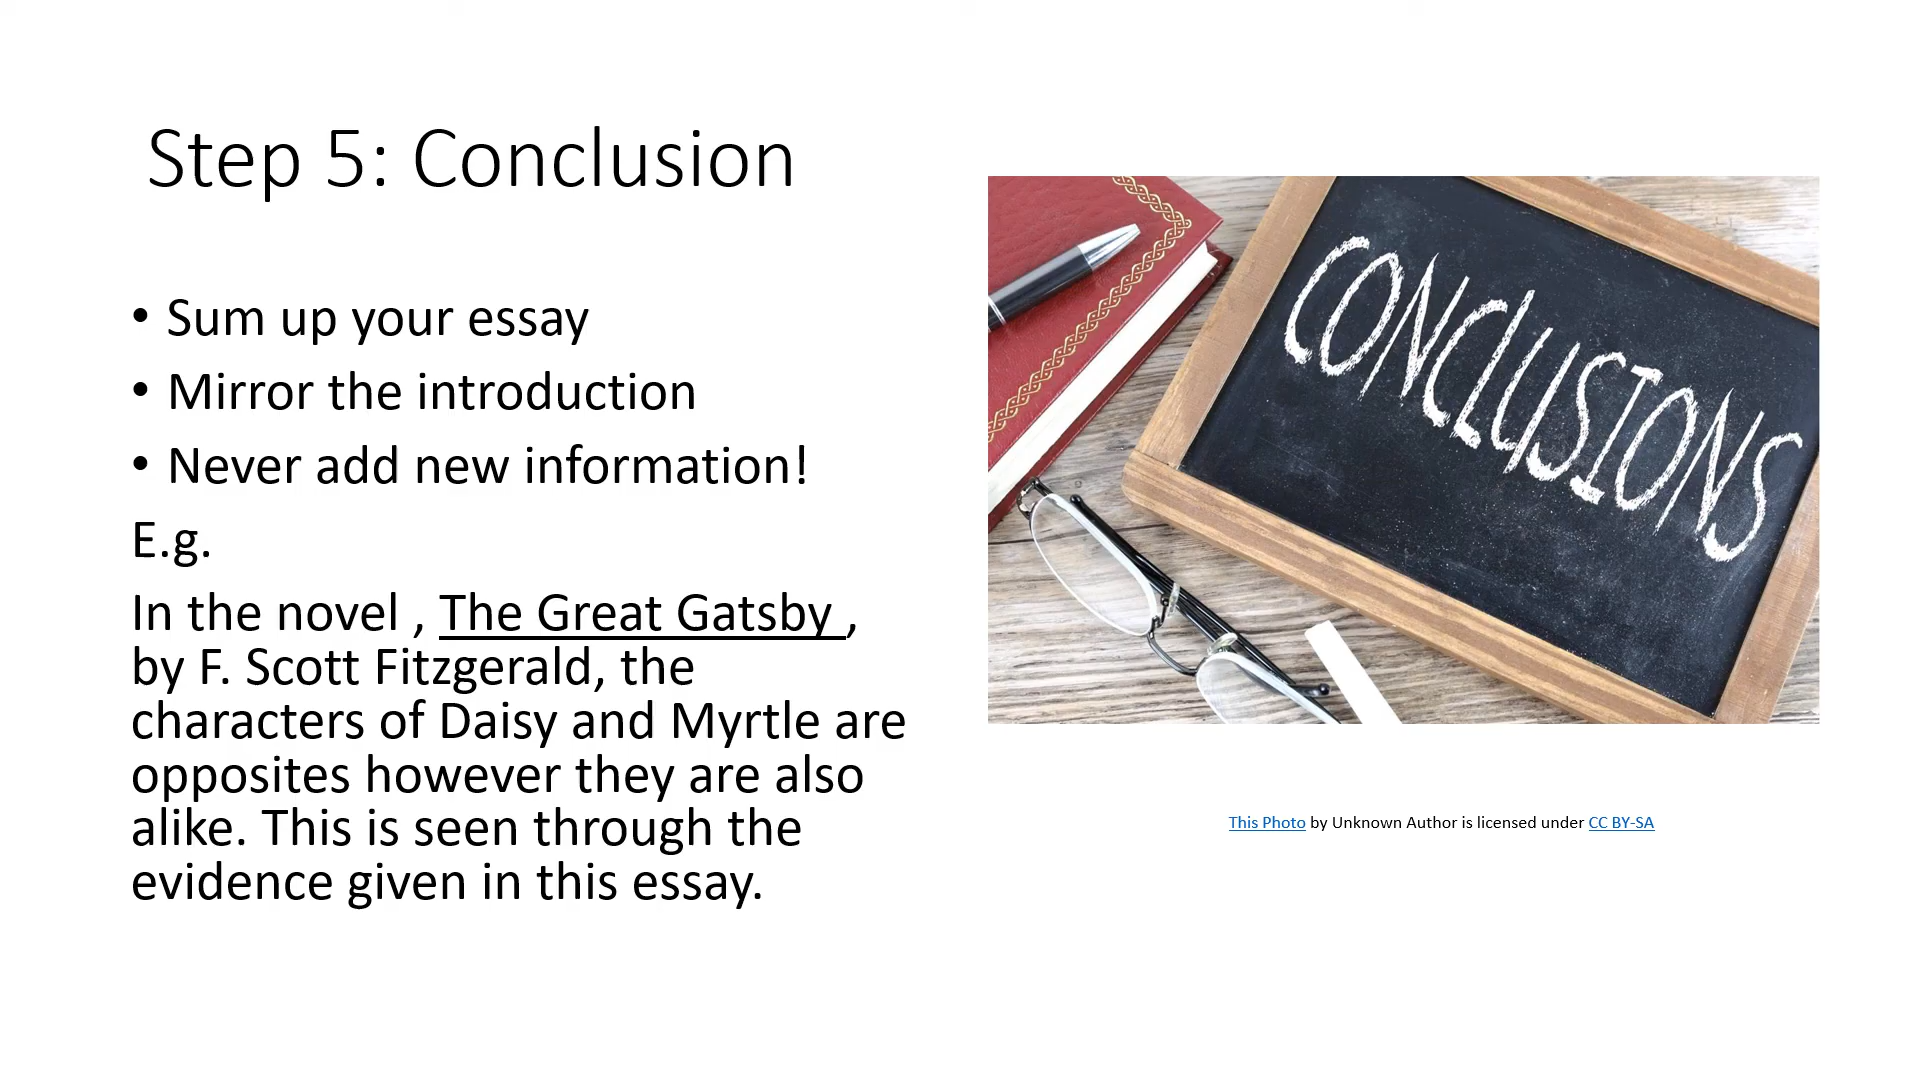 Step 5: Conclusion
• Sum up your essay
• Mirror the introduction
• Never add new information!
E.g.
In the novel , The Great Gatsby ,
by F. Scott Fitzgerald, the
characters of Daisy and Myrtle are
opposites however they are also
alike. This is seen through the
evidence given in this essay.
CONCLUSIONS
This Photo by Unknown Author is licensed under CC BY-SA